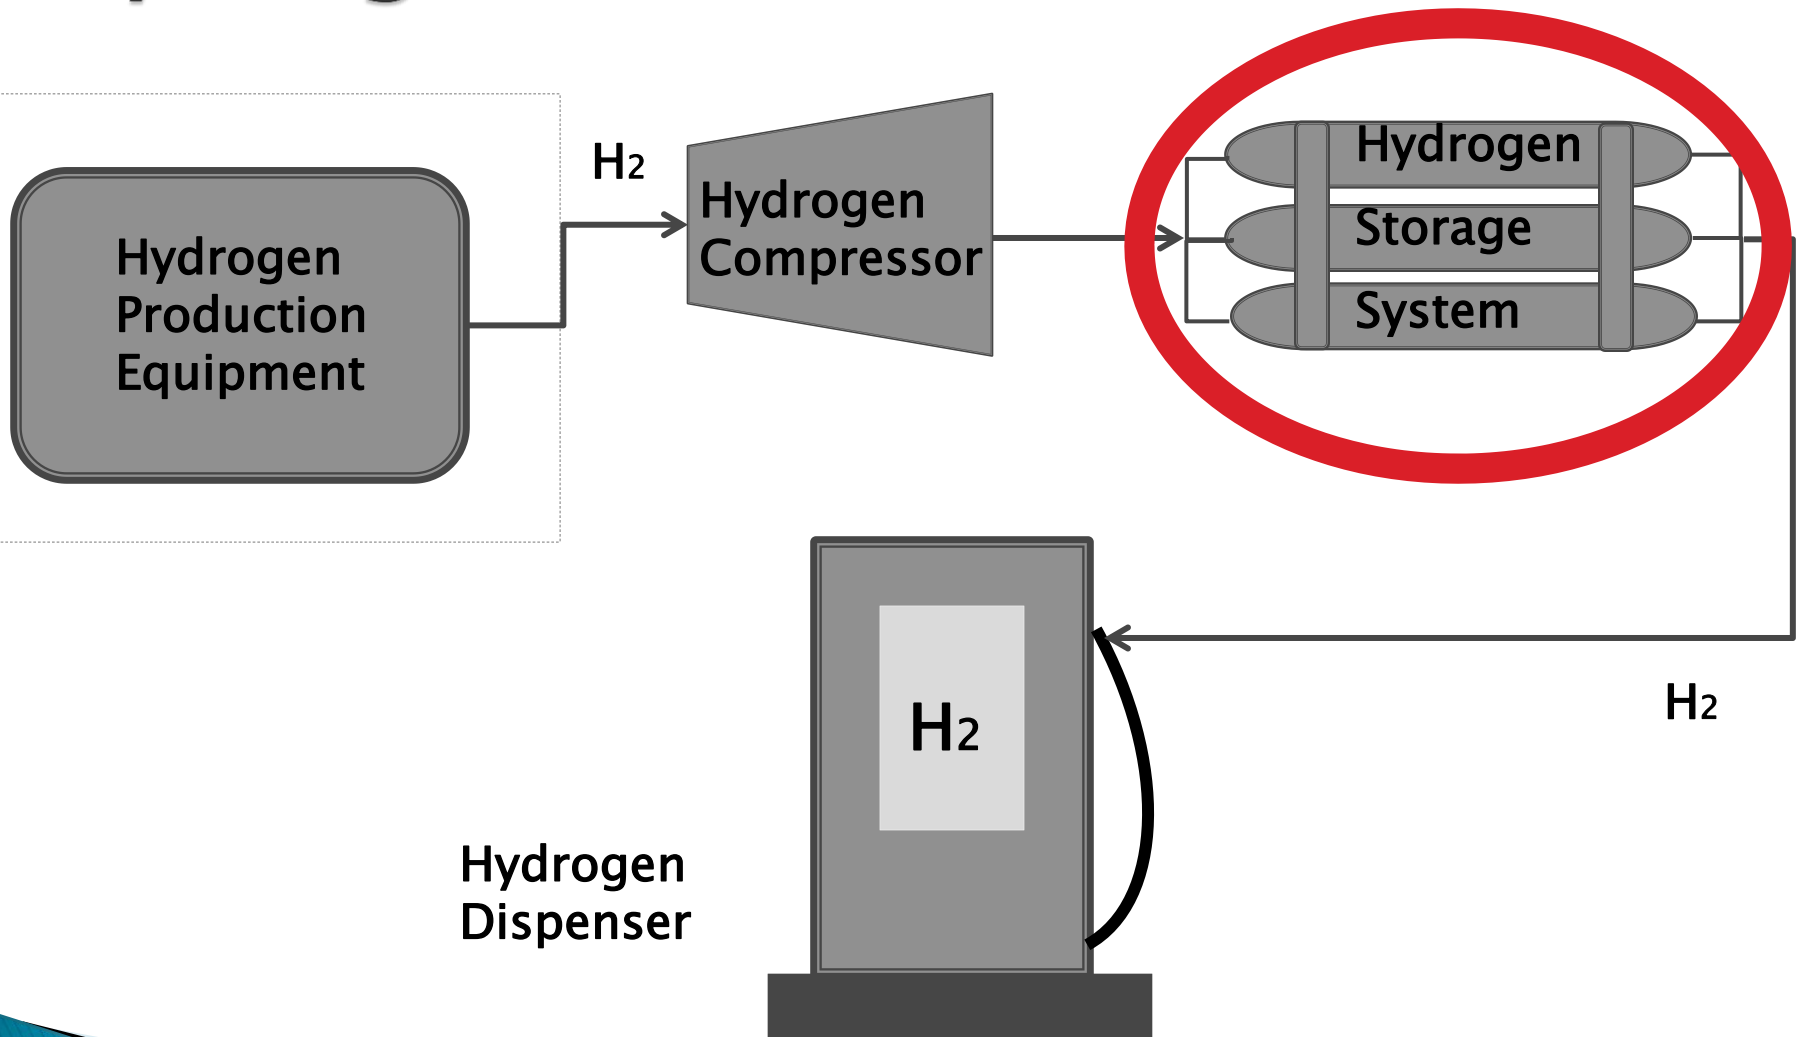 H2
Hydrogen
Production
Equipment
Hydrogen
Compressor
Hydrogen
Storage
System
H2
H2
Hydrogen
Dispenser